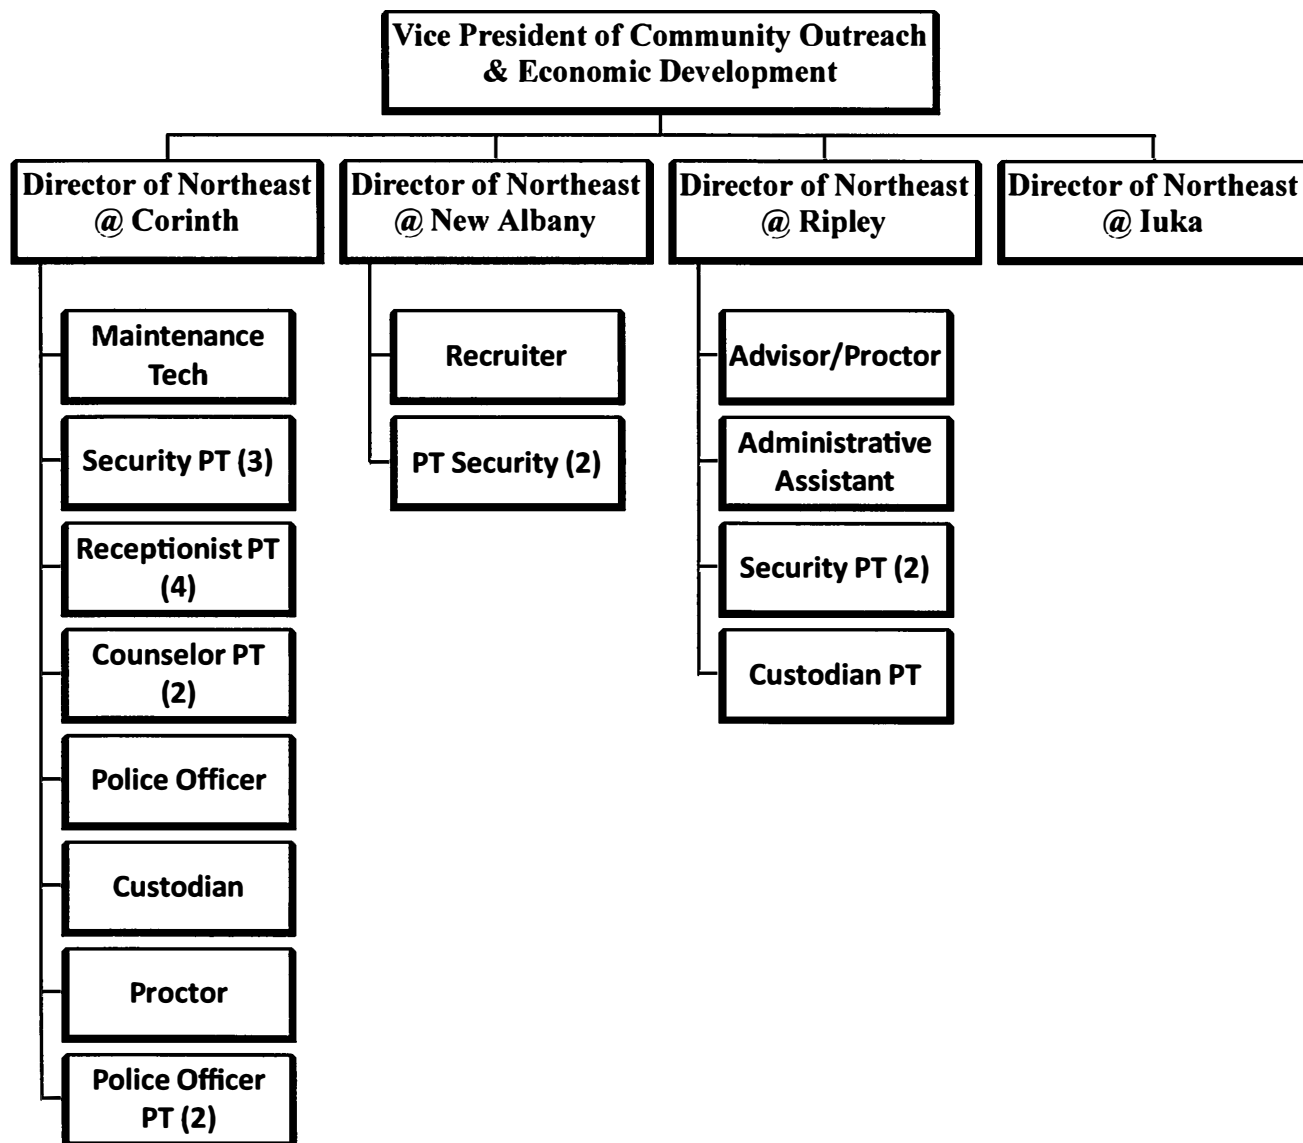 Vice President of Community Outreach
& Economic Development
Director of Northeast
@ Corinth
Director of Northeast
@ New Albany
Director of Northeast
@ Ripley
Director of Northeast
@ Iuka
Maintenance
Tech
Security PT (3)
Receptionist PT
(4)
Counselor PT
(2)
Police Officer
Custodian
Proctor
Police Officer
PT (2)
Recruiter
PT Security (2)
Advisor/Proctor
Administrative
Assistant
Security PT (2)
Custodian PT